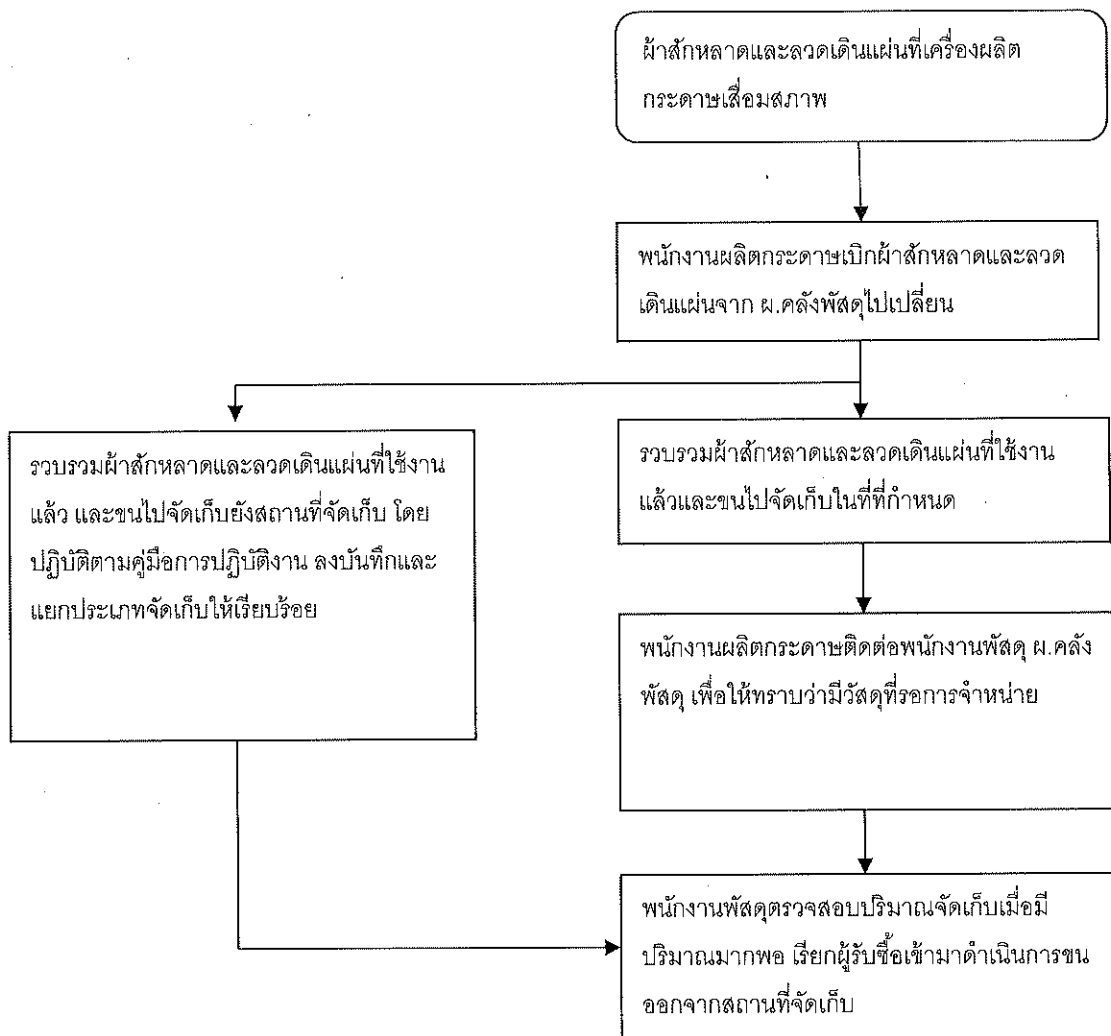 ผ้าสักหลาดและลวดเดินแผ่นที่เครื่องผลิต
กระดาษเสื่อมสภาพ
พนักงานผลิตกระดาษเบิกผ้าสักหลาดและลวด
เดินแผ่นจาก ผ.คลังพัสดุไปเปลี่ยน
รวบรวมผ้าสักหลาดและลวดเดินแผ่นที่ใช้งาน
แล้ว และขนไปจัดเก็บยังสถานที่จัดเก็บ โดย
ปฏิบัติตามคู่มือการปฏิบัติงาน ลงบันทึกและ
แยกประเภทจัดเก็บให้เรียบร้อย
รวบรวมผ้าสักหลาดและลวดเดินแผ่นที่ใช้งาน
แล้วและขนไปจัดเก็บในที่ที่กำหนด
พนักงานผลิตกระดาษติดต่อพนักงานพัสดุ ผ.คลัง
พัสดุ เพื่อให้ทราบว่ามีวัสดุที่รอการจำหน่าย
พนักงานพัสดุตรวจสอบปริมาณจัดเก็บเมื่อมี
ปริมาณมากพอ เรียกผู้รับซื้อเข้ามาดำเนินการขน
ออกจากสถานที่จัดเก็บ